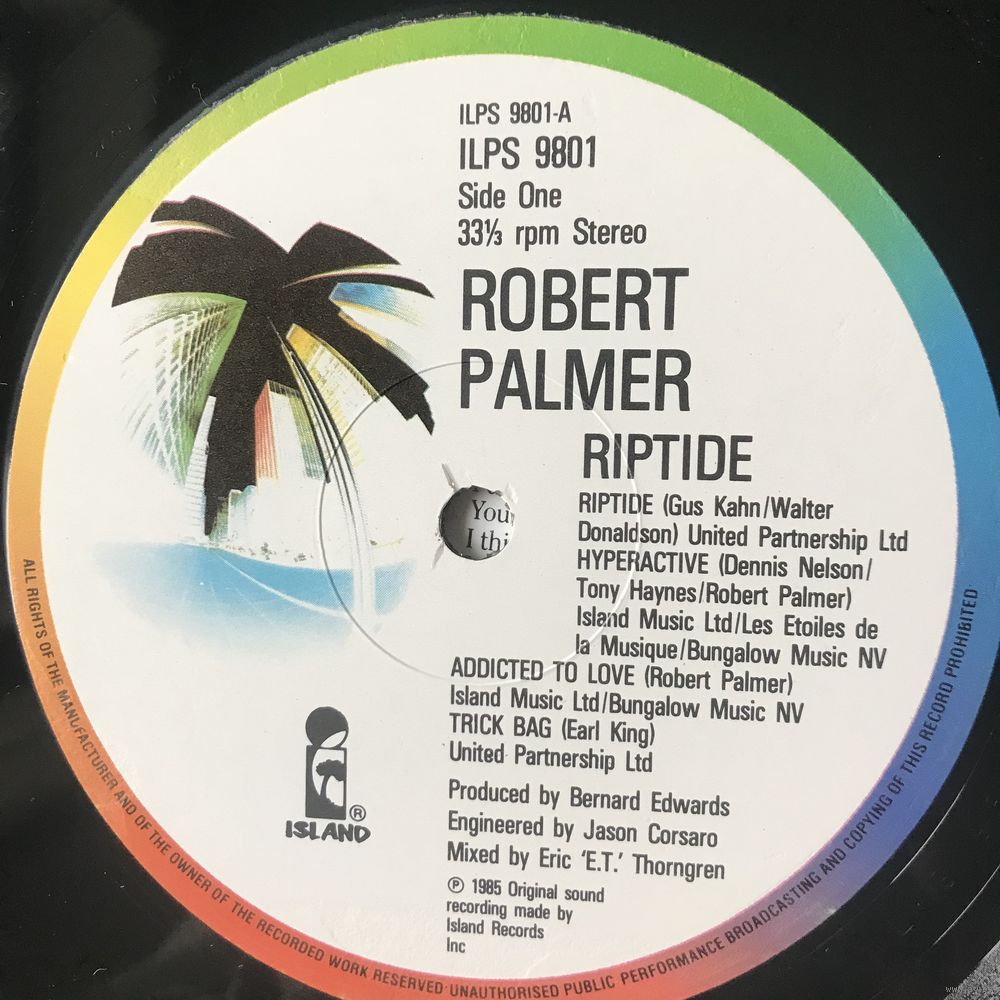 ILPS 9801-A
ILPS 9801
Side One
33⅓ rpm Stereo
ROBERT
PALMER
RIPTIDE
RIPTIDE (Gus Kahn/Walter
Donaldson) United Partnership Ltd
HYPERACTIVE (Dennis Nelson/
Tony Haynes/Robert Palmer)
Island Music Ltd/Les Etoiles de
la Musique/Bungalow Music NV
ADDICTED TO LOVE (Robert Palmer)
Island Music Ltd/Bungalow Music NV
TRICK BAG (Earl King)
United Partnership Ltd
Produced by Bernard Edwards
Engineered by Jason Corsaro
Mixed by Eric ‘E.T.’ Thorngren
℗ 1985 Original sound
recording made by
Island Records
Inc
ISLAND ®
You
I
ALL RIGHTS OF THE MANUFACTURER AND OF THE OWNER OF THE RECORDED WORK RESERVED·UNAUTHORISED PUBLIC PERFORMANCE BROADCASTING AND COPYING OF THIS RECORD PROHIBITED